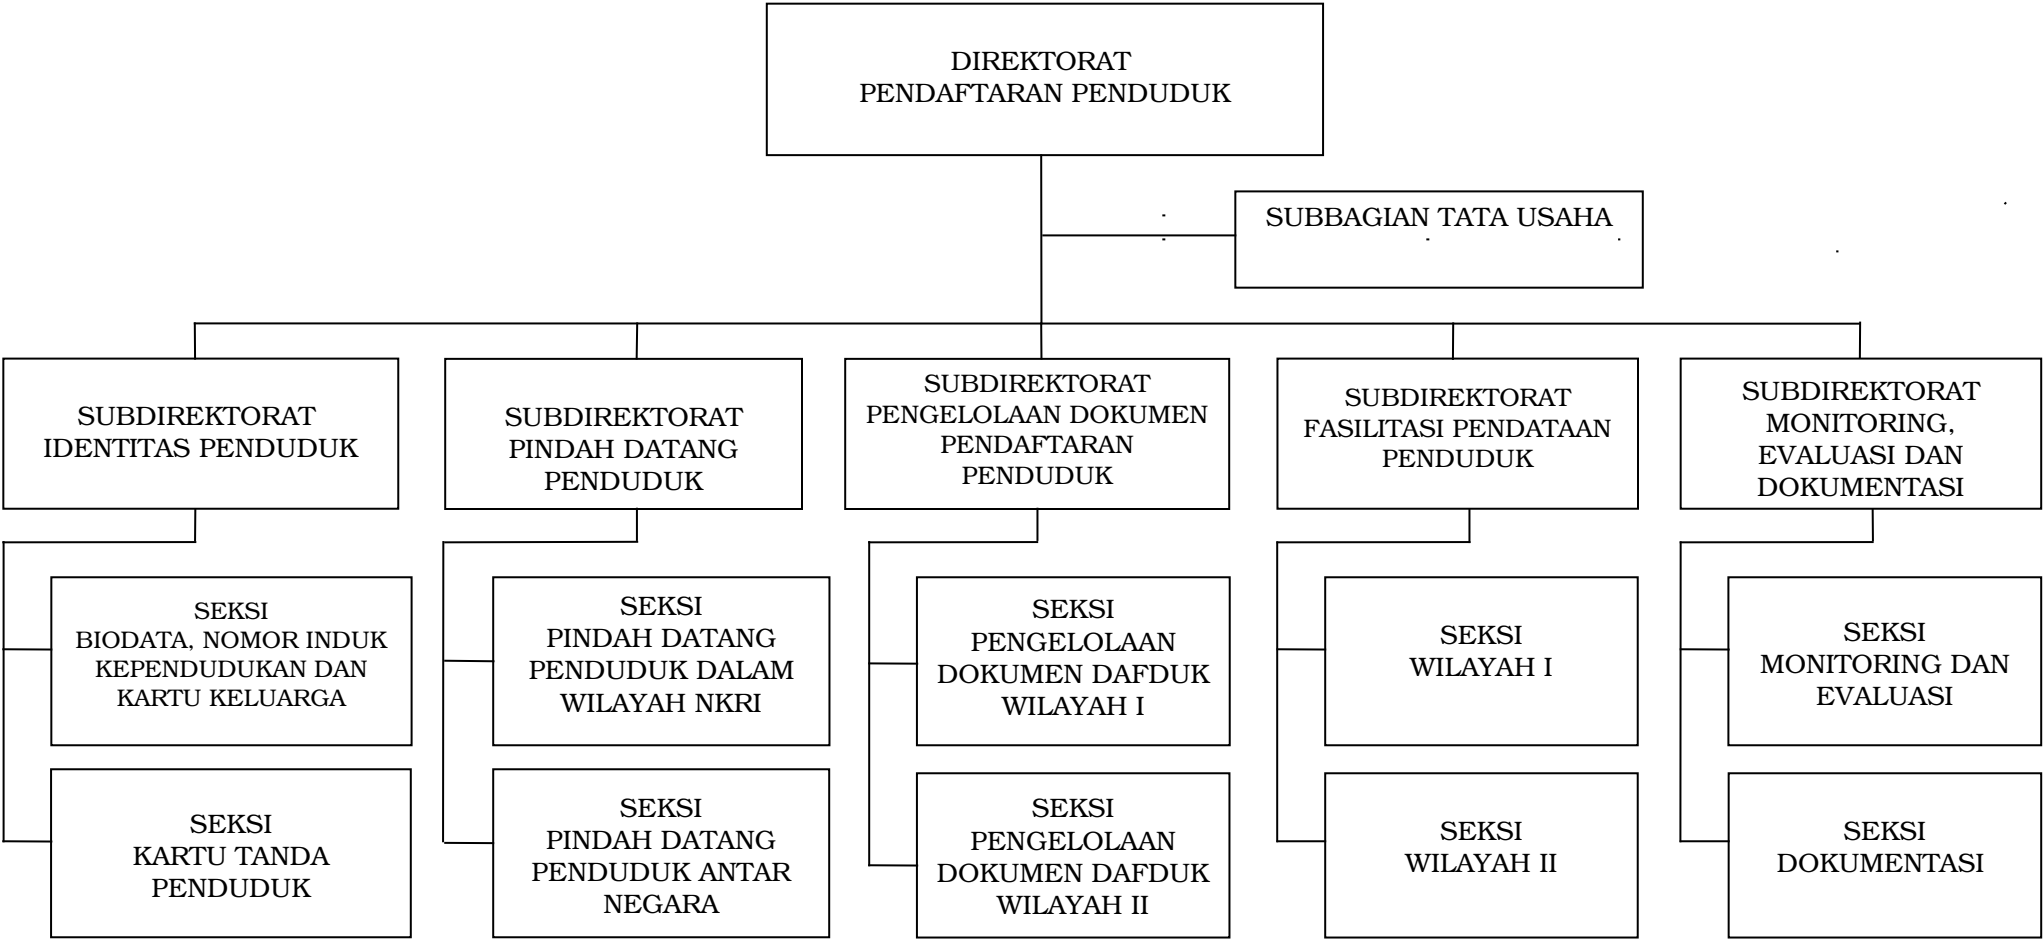 DIREKTORAT
PENDAFTARAN PENDUDUK
SUBBAGIAN TATA USAHA
SUBDIREKTORAT
IDENTITAS PENDUDUK
SUBDIREKTORAT
PINDAH DATANG
PENDUDUK
SUBDIREKTORAT
PENGELOLAAN DOKUMEN
PENDAFTARAN
PENDUDUK
SUBDIREKTORAT
FASILITASI PENDATAAN
PENDUDUK
SUBDIREKTORAT
MONITORING,
EVALUASI DAN
DOKUMENTASI
SEKSI
BIODATA, NOMOR INDUK
KEPENDUDUKAN DAN
KARTU KELUARGA
SEKSI
PINDAH DATANG
PENDUDUK DALAM
WILAYAH NKRI
SEKSI
PENGELOLAAN
DOKUMEN DAFDUK
WILAYAH I
SEKSI
WILAYAH I
SEKSI
MONITORING DAN
EVALUASI
SEKSI
KARTU TANDA
PENDUDUK
SEKSI
PINDAH DATANG
PENDUDUK ANTAR
NEGARA
SEKSI
PENGELOLAAN
DOKUMEN DAFDUK
WILAYAH II
SEKSI
WILAYAH II
SEKSI
DOKUMENTASI